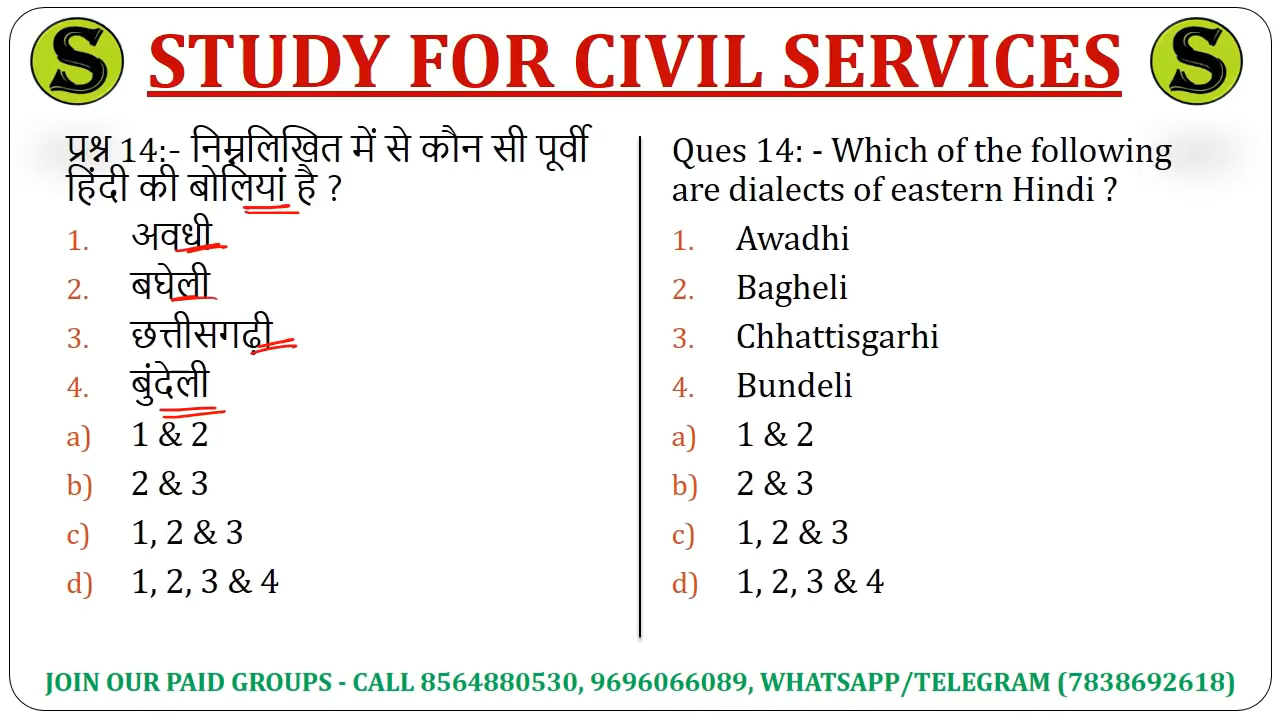 S STUDY FOR CIVIL SERVICES S
प्रश्न 14:- निम्नलिखित में से कौन सी पूर्वी
हिंदी की बोलियां है ?
1. अवधी
2. बघेली
3. छत्तीसगढ़ी
4. बुंदेली
a) 1 & 2
b) 2 & 3
c) 1, 2 & 3
d) 1, 2, 3 & 4
Ques 14: - Which of the following
are dialects of eastern Hindi ?
1. Awadhi
2. Bagheli
3. Chhattisgarhi
4. Bundeli
a) 1 & 2
b) 2 & 3
c) 1, 2 & 3
d) 1, 2, 3 & 4
JOIN OUR PAID GROUPS - CALL 8564880530, 9696066089, WHATSAPP/TELEGRAM (7838692618)